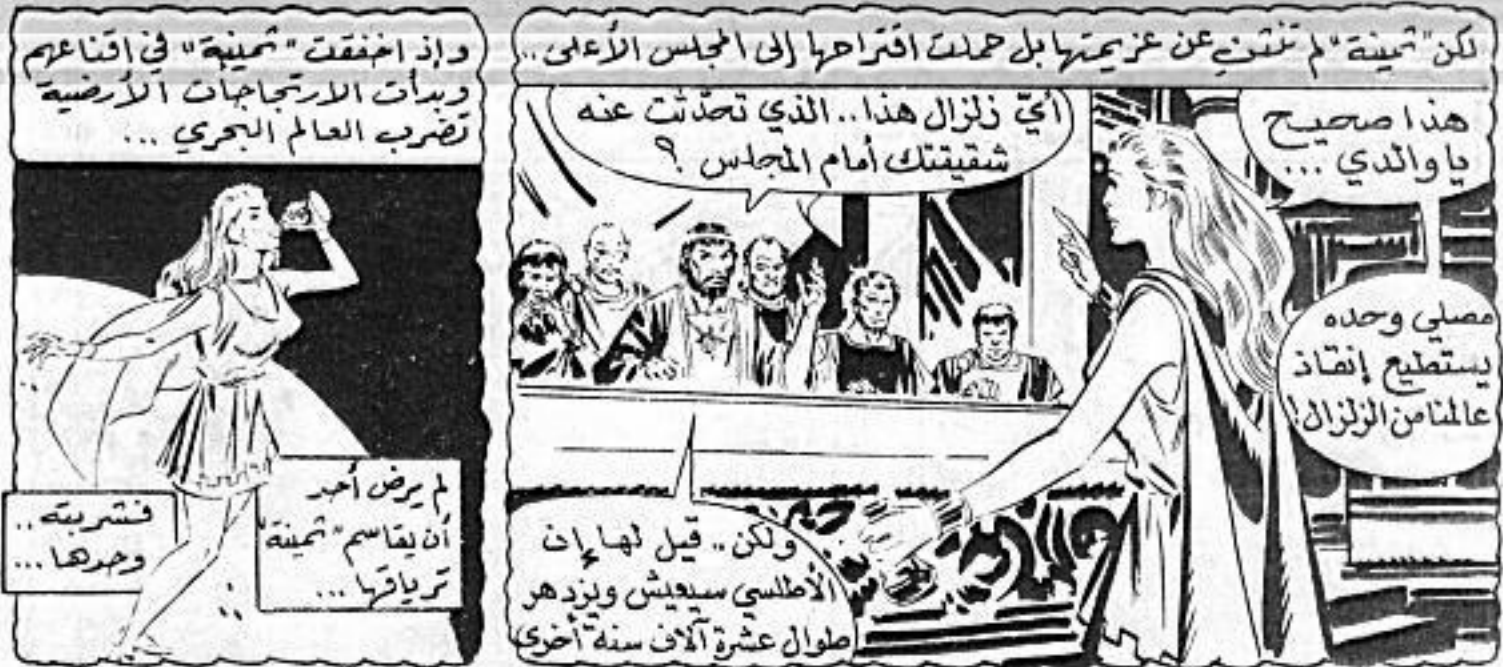 لكن "ثمينة" لم تنثنِ عن عزيمتها بل حملت اقتراحها إلى المجلس الأعلى ..
هذا صحيح
يا والدي ...
أيّ زلزال هذا.. الذي تحدّثت عنه
شقيقتك أمام المجلس ؟
مصلي وحده
يستطيع إنقاذ
عالمنا من الزلزال!
ولكن .. قيل لها إن
الأطلسي سيعيش ويزدهر
طوال عشرة آلاف سنة أخرى
وإذ اخفقت "ثمينة" في اقناعهم
وبدأت الارتجاجات الأرضية
تضرب العالم البحري ...
لم يرض أحد
أن يقاسم "ثمينة"
ترياقها ...
فشربته ..
وحدها ...